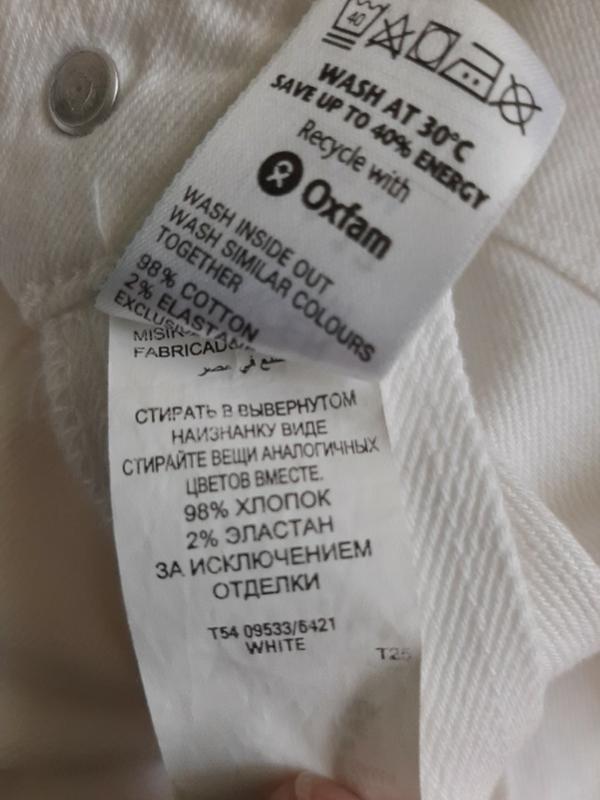 40
WASH AT 30°C
SAVE UP TO 40% ENERGY
Recycle with
Oxfam
WASH INSIDE OUT
WASH SIMILAR COLOURS
TOGETHER
98% COTTON
2%
СТИРАТЬ В ВЫВЕРНУТОМ
НАИЗНАНКУ ВИДЕ
СТИРАЙТЕ ВЕЩИ АНАЛОГИЧНЫХ
ЦВЕТОВ ВМЕСТЕ.
98% ХЛОПОК
2% ЭЛАСТАН
ЗА ИСКЛЮЧЕНИЕМ
ОТДЕЛКИ
T54 09533/6421
WHITE